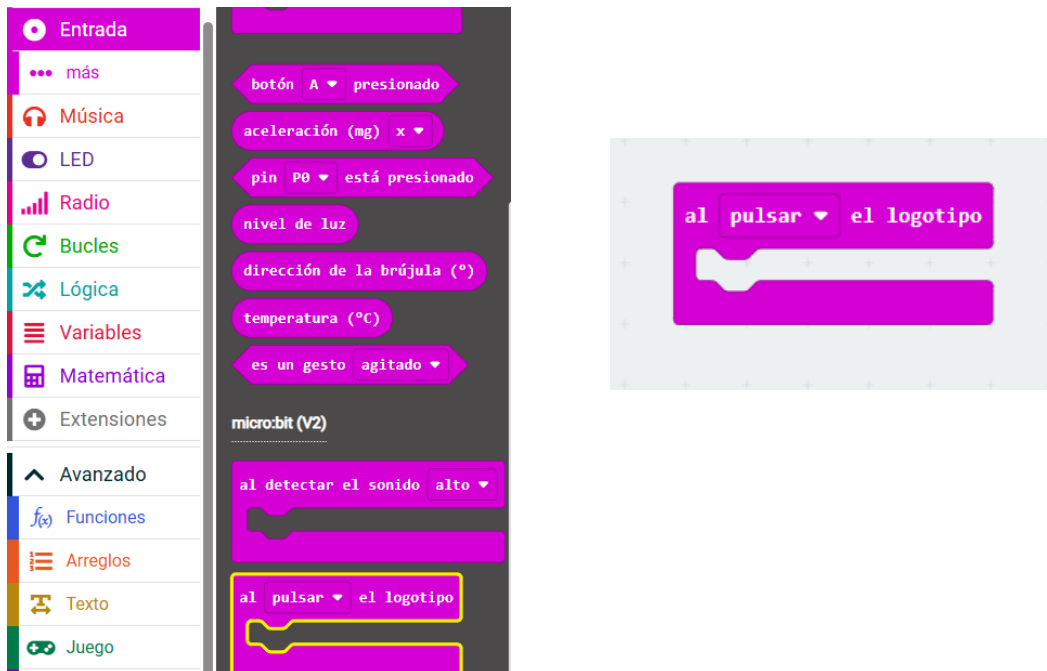 Entrada
más
Música
LED
Radio
Bucles
Lógica
Variables
Matemática
Extensiones
Avanzado
Funciones
Arreglos
Texto
Juego
botón A presionado
aceleración (mg) x
pin P0 está presionado
nivel de luz
dirección de la brújula (º)
temperatura (ºC)
es un gesto agitado
micro:bit (V2)
al detectar el sonido alto
al pulsar el logotipo
al pulsar el logotipo